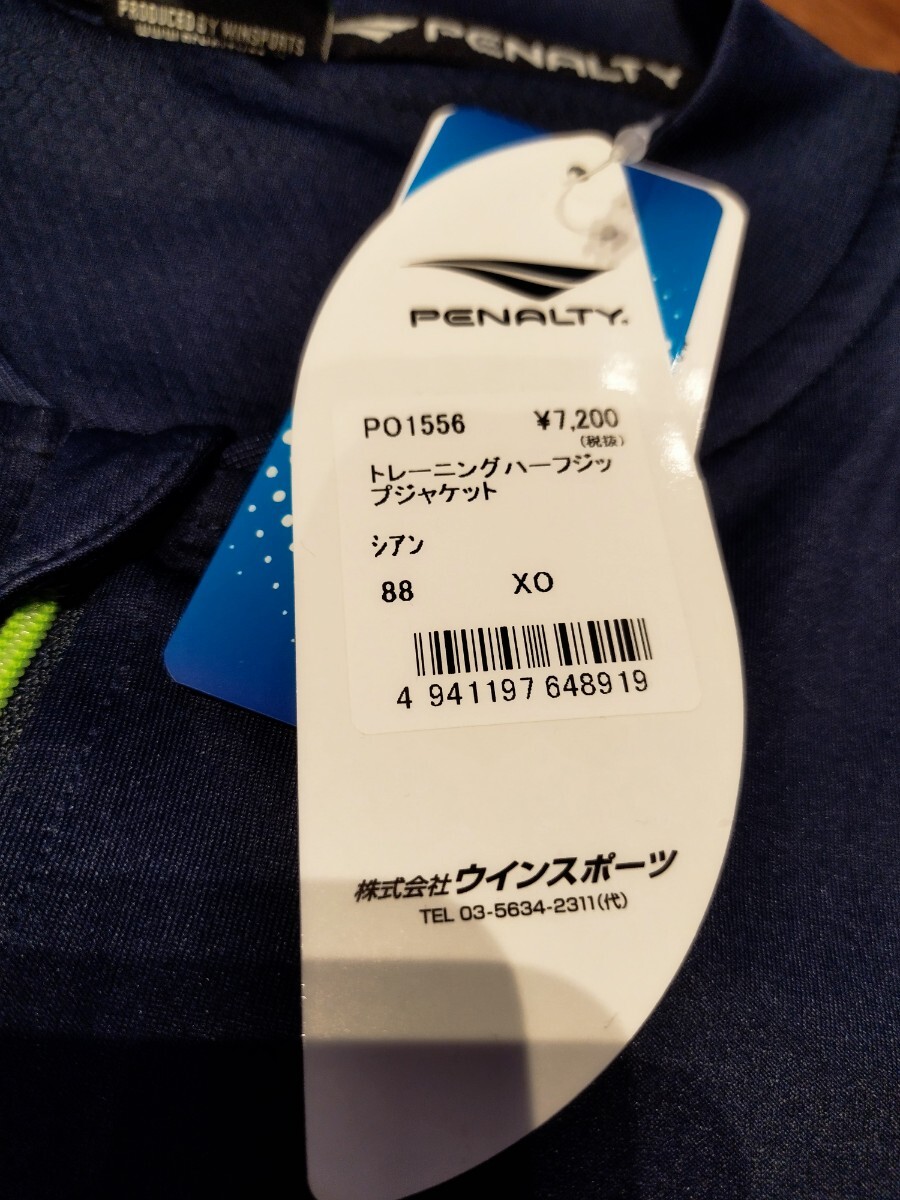 PRODUCED BY WINSPORTS
PENALTY
PENALTY.
PO1556 ¥7,200
(税抜)
トレーニングハーフジッ
プジャケット
シアン
88 XO
4 941197 648919
株式会社ウインスポーツ
TEL 03-5634-2311(代)